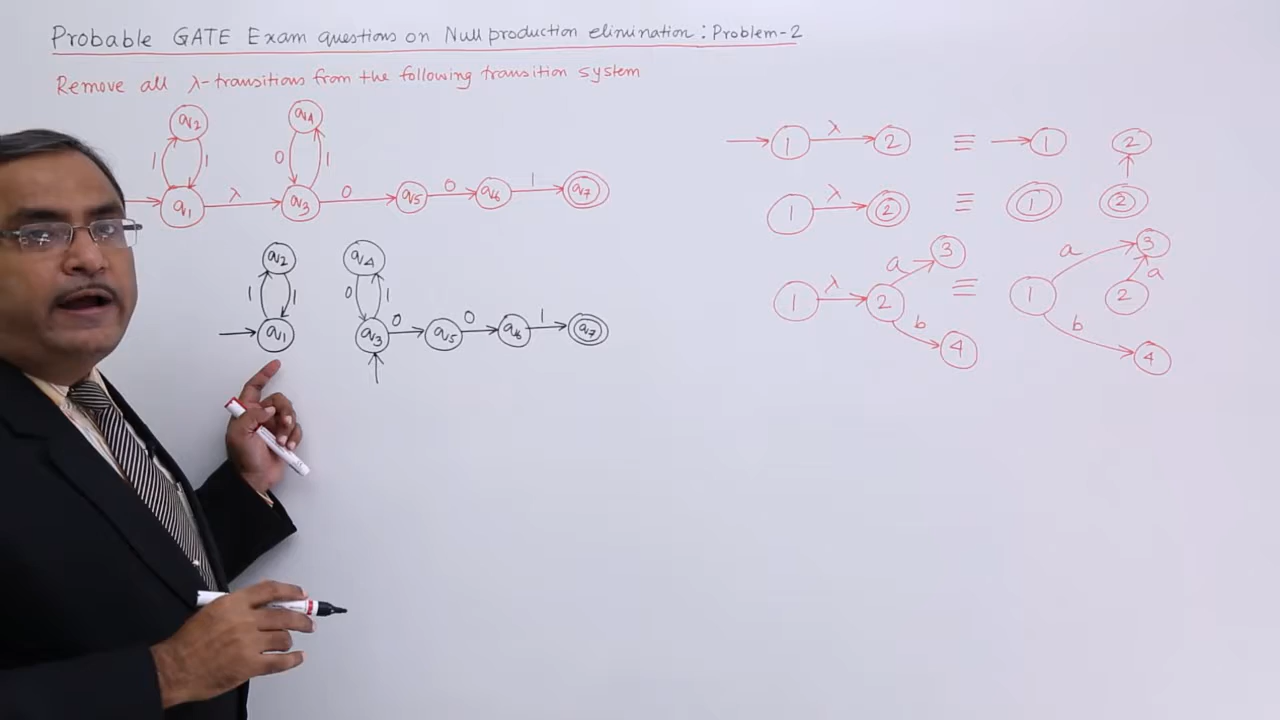 Probable GATE Exam questions on Null production elimination : Problem-2
Remove all λ-transitions from the following transition system
q2 q4
1 1 0 1
q1 λ q3 0 q5 0 q6 1 q7
q2 q4
1 1 0 1
q1 q3 0 q5 0 q6 1 q7
1 λ 2 ≡ 1 2
1 λ 2 ≡ 1 2
1 λ 2 a 3 b 4 ≡ 1 a 3 2 a b 4